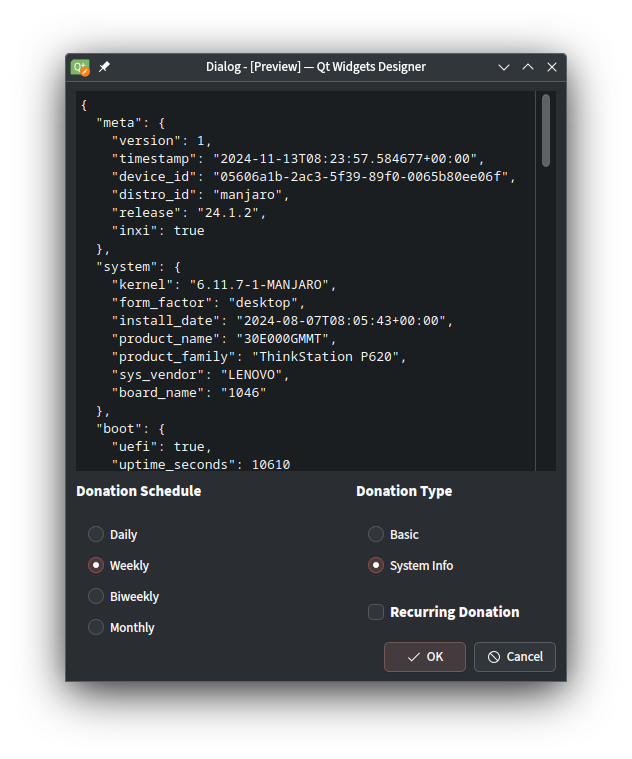 Dialog - [Preview] — Qt Widgets Designer
{
  "meta": {
    "version": 1,
    "timestamp": "2024-11-13T08:23:57.584677+00:00",
    "device_id": "05606a1b-2ac3-5f39-89f0-0065b80ee06f",
    "distro_id": "manjaro",
    "release": "24.1.2",
    "inxi": true
  },
  "system": {
    "kernel": "6.11.7-1-MANJARO",
    "form_factor": "desktop",
    "install_date": "2024-08-07T08:05:43+00:00",
    "product_name": "30E000GMMT",
    "product_family": "ThinkStation P620",
    "sys_vendor": "LENOVO",
    "board_name": "1046"
  },
  "boot": {
    "uefi": true,
    "uptime_seconds": 10610
Donation Schedule
Daily
Weekly
Biweekly
Monthly
Donation Type
Basic
System Info
Recurring Donation
OK
Cancel